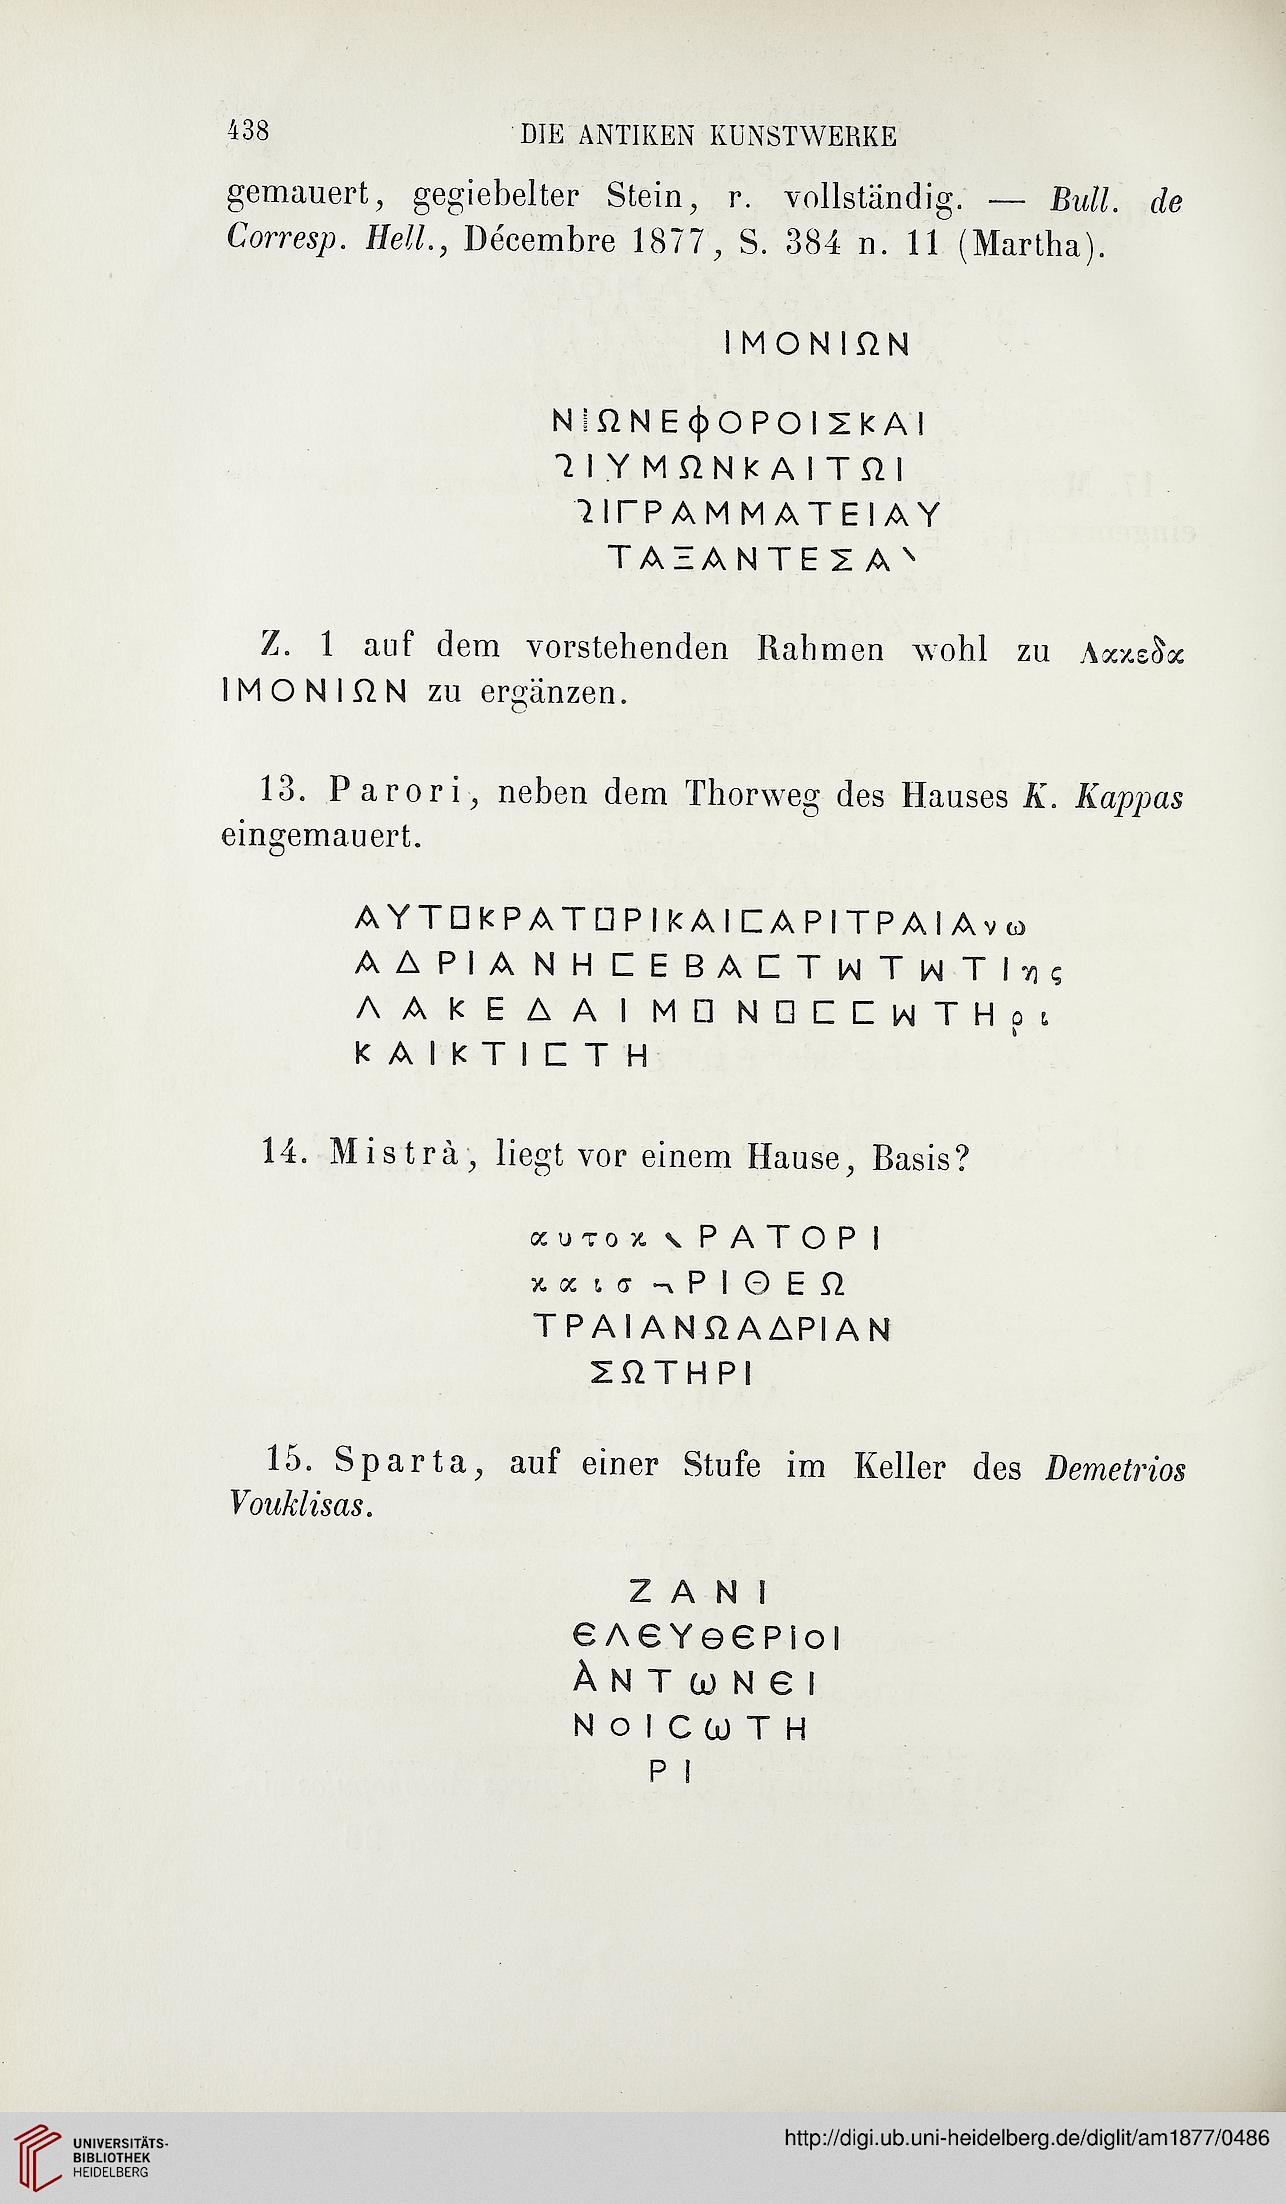 438 DIE ANTIKEN KUNSTWERKE
gemauert, gegiebelter Stein, r. vollständig. — Bull. de
Corresp. Hell., Décembre 1877, S. 384 n. 11 (Martha).
ΙΜΟΝΙΩΝ
ΝΙΩΝΕΦΟΡΟΙΣΚΑΙ
ΙΥΜΩΝΚΑΙΤΩΙ
ΙΓΡΑΜΜΑΤΕΙΑΥ
ΤΑΞΑΝΤΕΣΑ
Z. 1 auf dem vorstehenden Rahmen wohl zu Λακεδα
ΙΜΟΝΙΩΝ zu ergänzen.
13. Parori, neben dem Thorweg des Hauses K. Kappas
eingemauert.
ΑΥΤΟΚΡΑΤΟΡΙΚΑΙΣΑΡΙΤΡΑΙΑνω
ΑΔΡΙΑΝΗΣΕΒΑΣΤΩΤΩΤΙης
ΛΑΚΕΔΑΙΜΟΝΟΣΣΩΤΗρι
ΚΑΙΚΤΙΣΤΗ
14. Mistrà, liegt vor einem Hause, Basis?
αυτοκ ΡΑΤΟΡΙ
καισ ΡΙΘΕΩ
ΤΡΑΙΑΝΩΑΔΡΙΑΝ
ΣΩΤΗΡΙ
15. Sparta, auf einer Stufe im Keller des Demetrios
Vouklisas.
ΖΑΝΙ
ЄΛЄΥΘЄΡΙΟΙ
ΑΝΤωΝЄΙ
ΝΟΙCωΤΗ
ΡΙ
UNIVERSITÄTS-
BIBLIOTHEK
HEIDELBERG
http://digi.ub.uni-heidelberg.de/diglit/am1877/0486